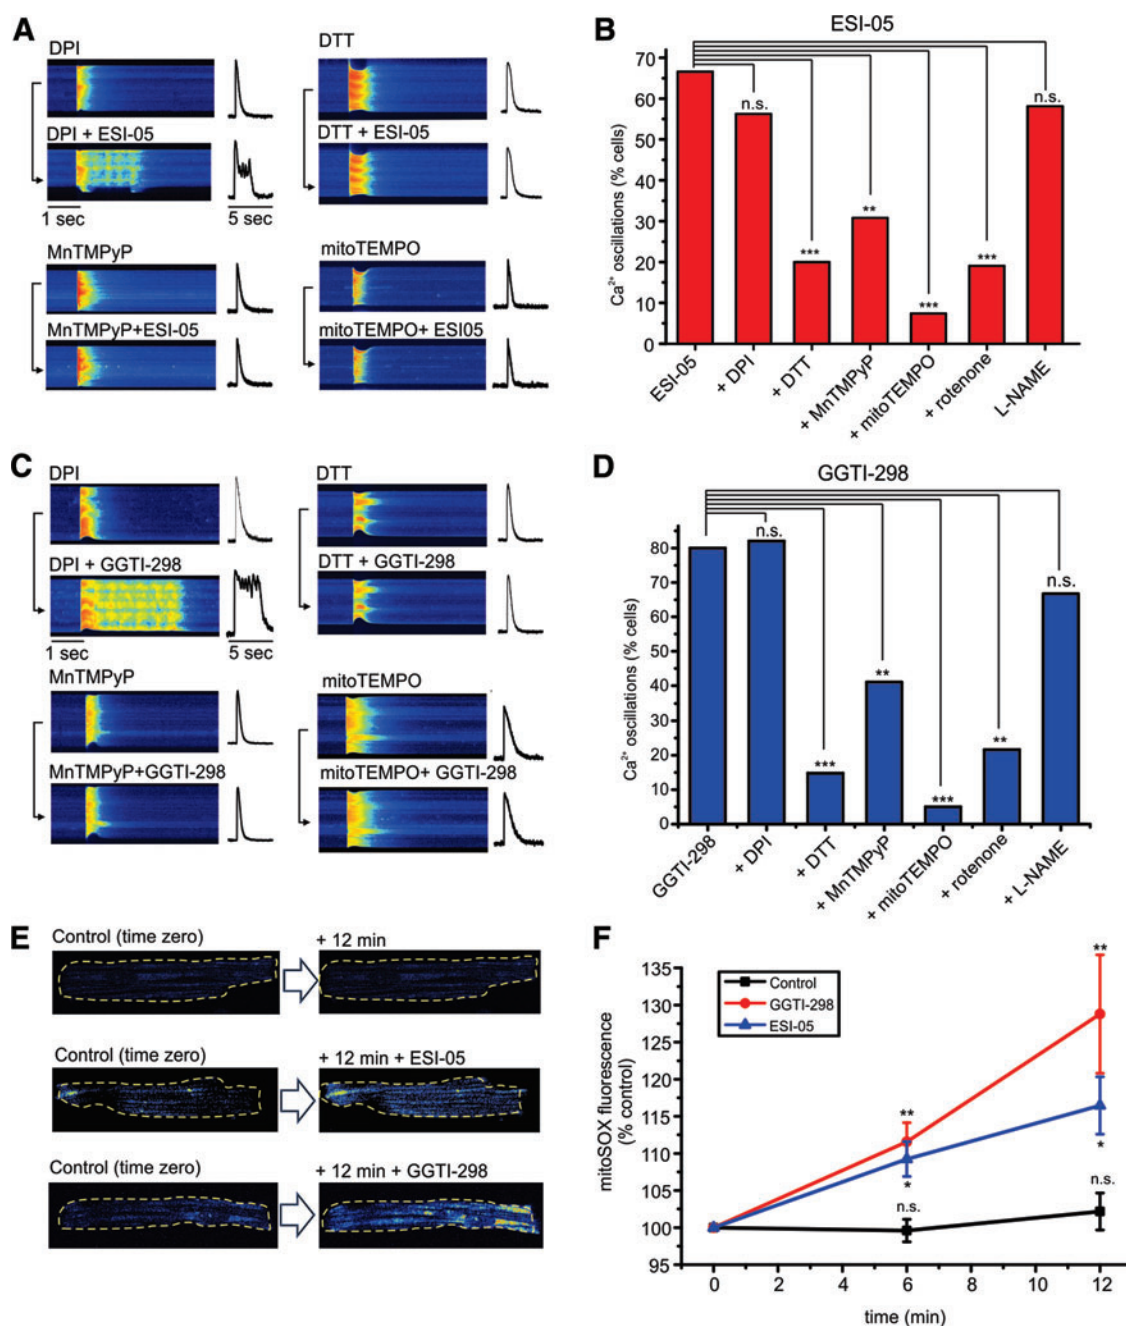 A
DPI
DPI + ESI-05
1 sec
5 sec
DTT
DTT + ESI-05
MnTMPyP
MnTMPyP+ESI-05
mitoTEMPO
mitoTEMPO+ ESI05
B
ESI-05
Ca²⁺ oscillations (% cells)
70
60
50
40
30
20
10
0
n.s.
***
**
***
***
n.s.
ESI-05
+ DPI
+ DTT
+ MnTMPyP
+ mitoTEMPO
+ rotenone
L-NAME
C
DPI
DPI + GGTI-298
1 sec
5 sec
DTT
DTT + GGTI-298
MnTMPyP
MnTMPyP+GGTI-298
mitoTEMPO
mitoTEMPO+ GGTI-298
D
GGTI-298
Ca²⁺ oscillations (% cells)
80
70
60
50
40
30
20
10
0
n.s.
***
**
***
**
n.s.
GGTI-298
+ DPI
+ DTT
+ MnTMPyP
+ mitoTEMPO
+ rotenone
+ L-NAME
E
Control (time zero)
+ 12 min
Control (time zero)
+ 12 min + ESI-05
Control (time zero)
+ 12 min + GGTI-298
F
mitoSOX fluorescence
(% control)
135
130
125
120
115
110
105
100
95
Control
GGTI-298
ESI-05
**
*
n.s.
**
*
n.s.
0
2
4
6
8
10
12
time (min)